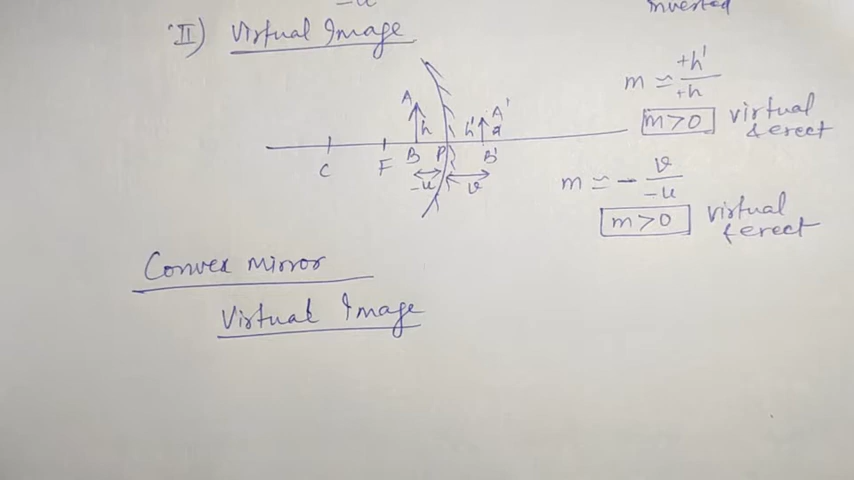 -u
inverted
II) Virtual Image
m = +h'/+h
m>0 virtual & erect
A h h' A'
C F B P B'
-u v
m = - v/-u
m>0 virtual & erect
Convex Mirror
Virtual Image